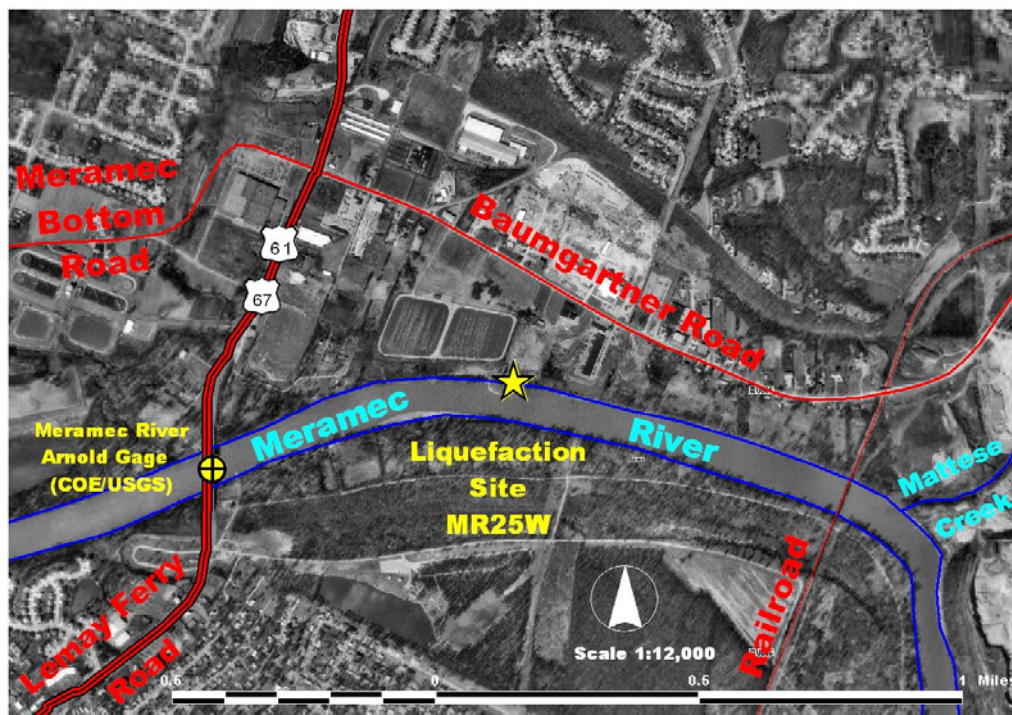 Meramec
Bottom
Road
61
67
Baumgartner Road
Meramec River
Arnold Gage
(COE/USGS)
Meramec River
Liquefaction
Site
MR25W
Mattese
Creek
Lemay Ferry
Road
Railroad
Scale 1:12,000
0.5 0 0.5 1 Miles